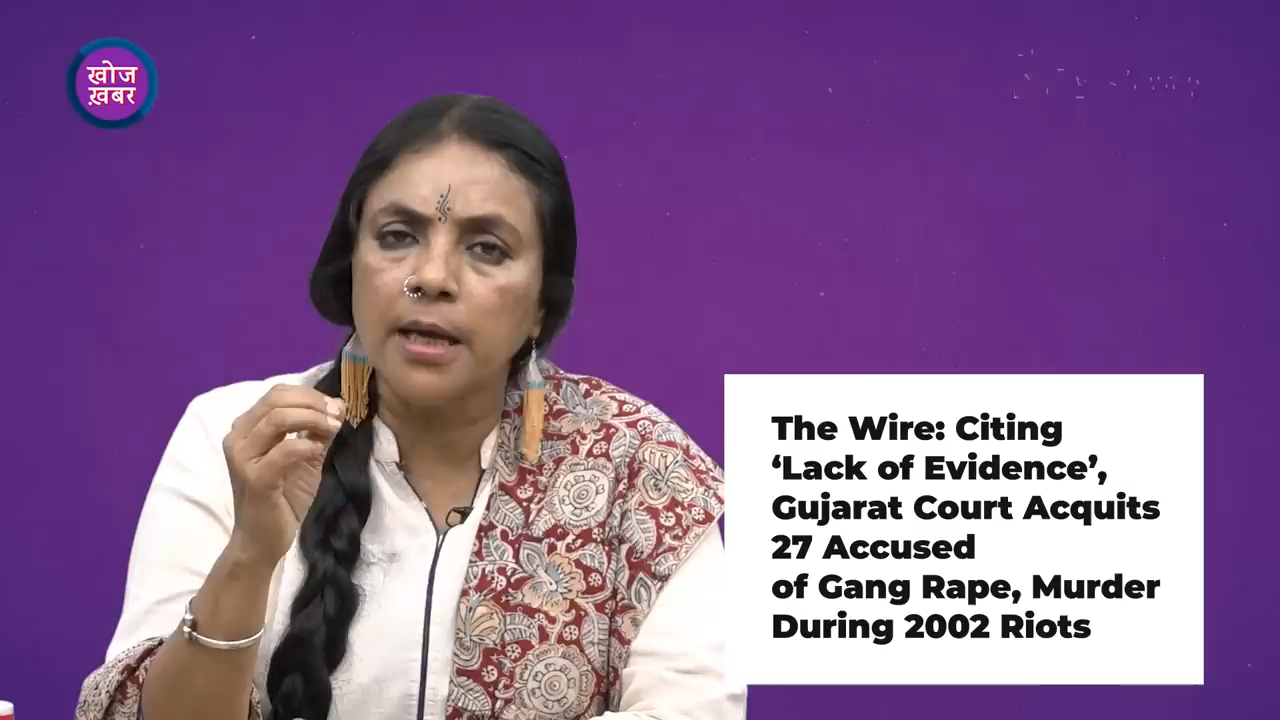 खोज
ख़बर
The Wire: Citing
‘Lack of Evidence’,
Gujarat Court Acquits
27 Accused
of Gang Rape, Murder
During 2002 Riots